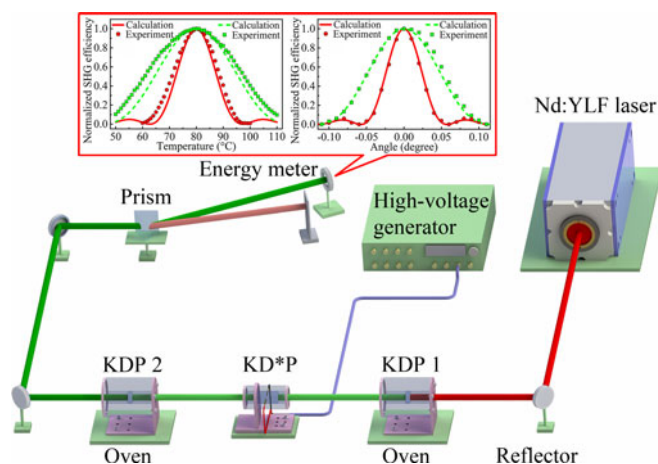 Normalized SHG efficiency
1.0
0.8
0.6
0.4
0.2
0.0
Calculation Calculation
Experiment Experiment
50 60 70 80 90 100 110
Temperature (°C)
Normalized SHG efficiency
1.0
0.8
0.6
0.4
0.2
0.0
Calculation Calculation
Experiment Experiment
-0.10 -0.05 0.00 0.05 0.10
Angle (degree)
Nd:YLF laser
Energy meter
Prism
High-voltage
generator
KDP 2
KD*P
KDP 1
Oven
Oven
Reflector